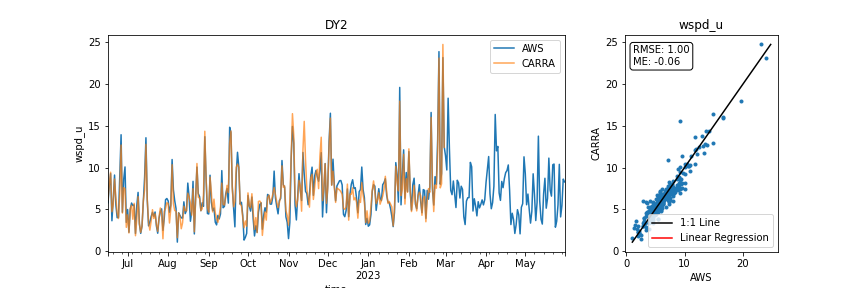 DY2
wspd_u
25
20
15
10
5
0
AWS
CARRA
Jul
Aug
Sep
Oct
Nov
Dec
Jan
2023
Feb
Mar
Apr
May
time
wspd_u
CARRA
25
20
15
10
5
0
RMSE: 1.00
ME: -0.06
1:1 Line
Linear Regression
0
10
20
AWS